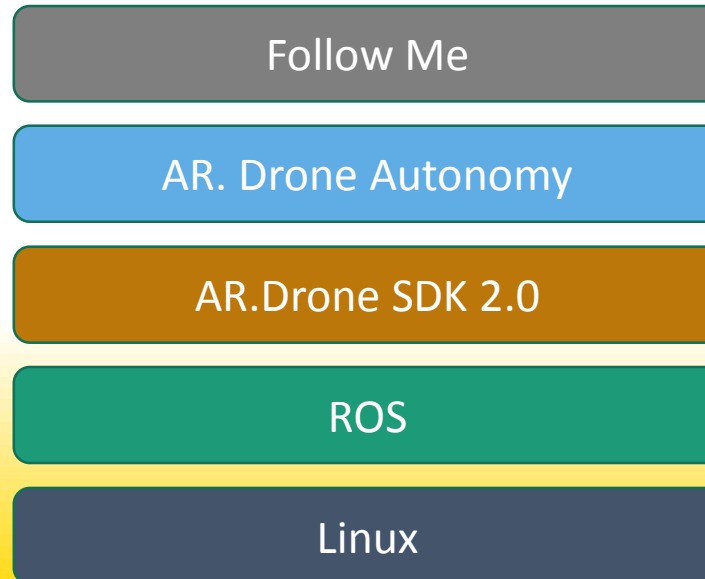 Follow Me
AR. Drone Autonomy
AR.Drone SDK 2.0
ROS
Linux